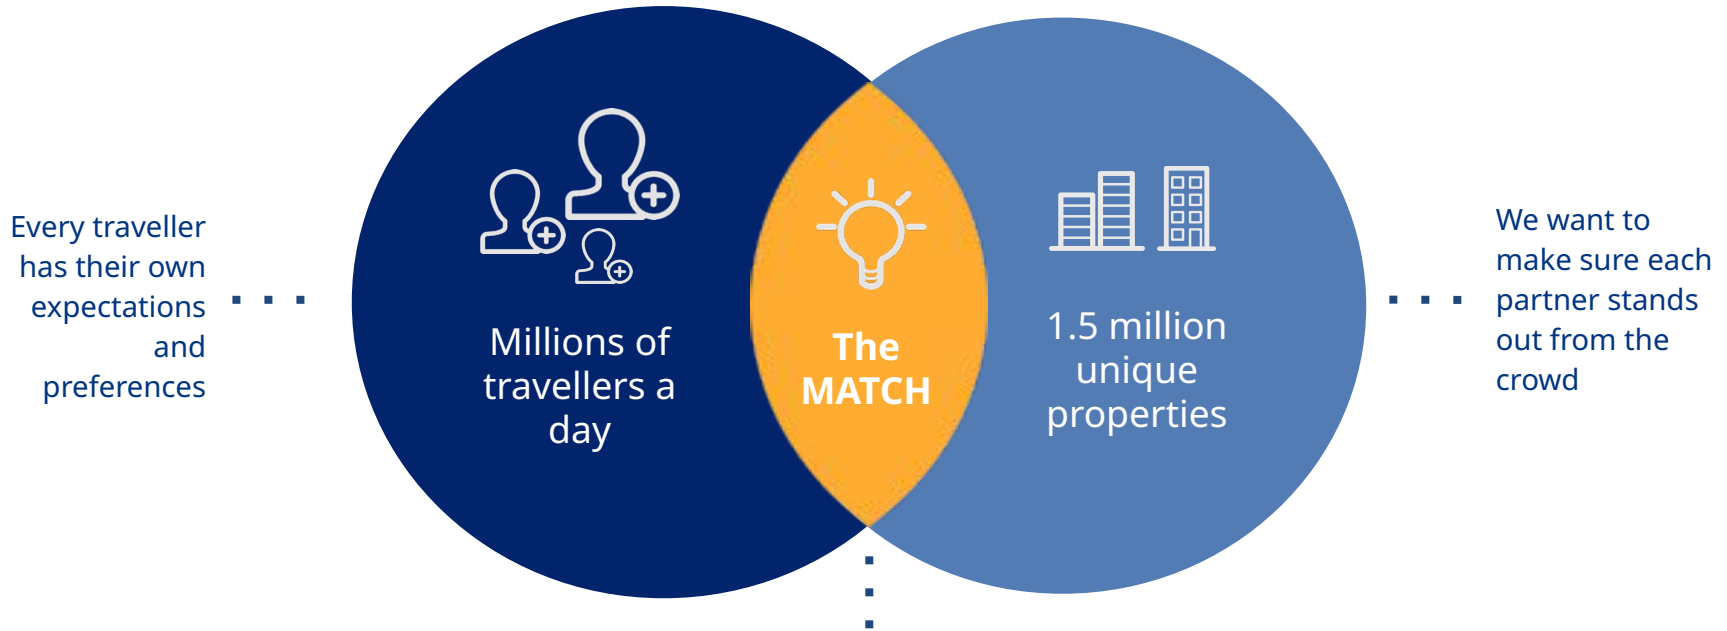 Every traveller
has their own
expectations
and
preferences
Millions of
travellers a
day
The
MATCH
1.5 million
unique
properties
We want to
make sure each
partner stands
out from the
crowd